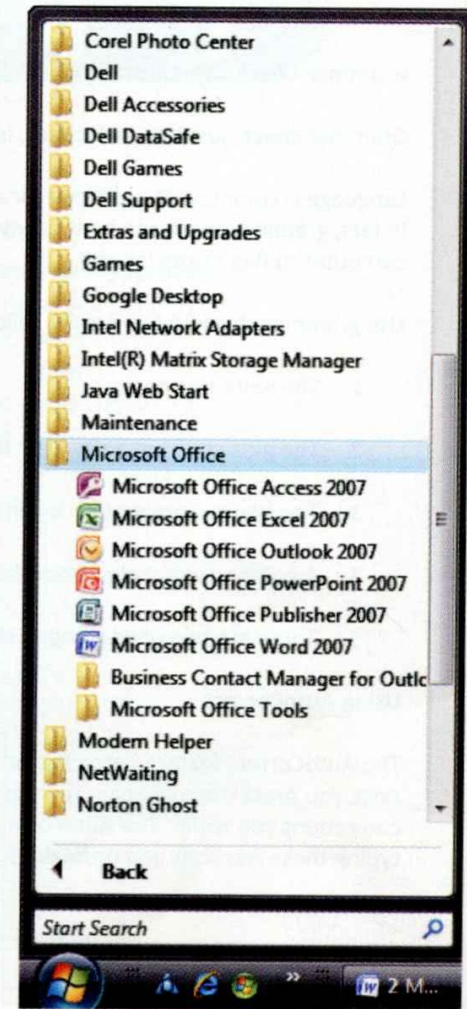 Corel Photo Center
Dell
Dell Accessories
Dell DataSafe
Dell Games
Dell Support
Extras and Upgrades
Games
Google Desktop
Intel Network Adapters
Intel(R) Matrix Storage Manager
Java Web Start
Maintenance
Microsoft Office
Microsoft Office Access 2007
Microsoft Office Excel 2007
Microsoft Office Outlook 2007
Microsoft Office PowerPoint 2007
Microsoft Office Publisher 2007
Microsoft Office Word 2007
Business Contact Manager for Outlo
Microsoft Office Tools
Modem Helper
NetWaiting
Norton Ghost
Back
Start Search
2 M...